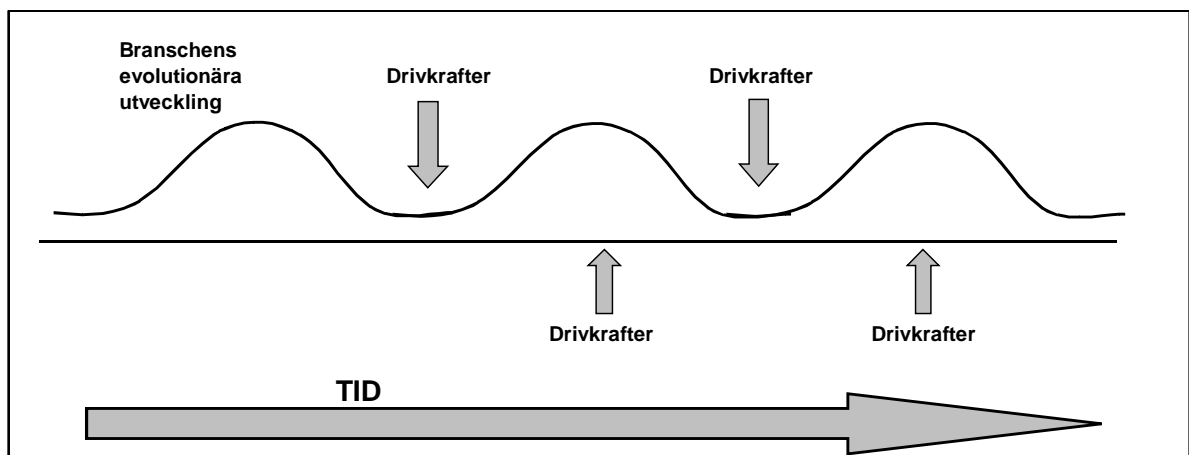 Branschens
evolutionära
utveckling
Drivkrafter
Drivkrafter
Drivkrafter
Drivkrafter
TID